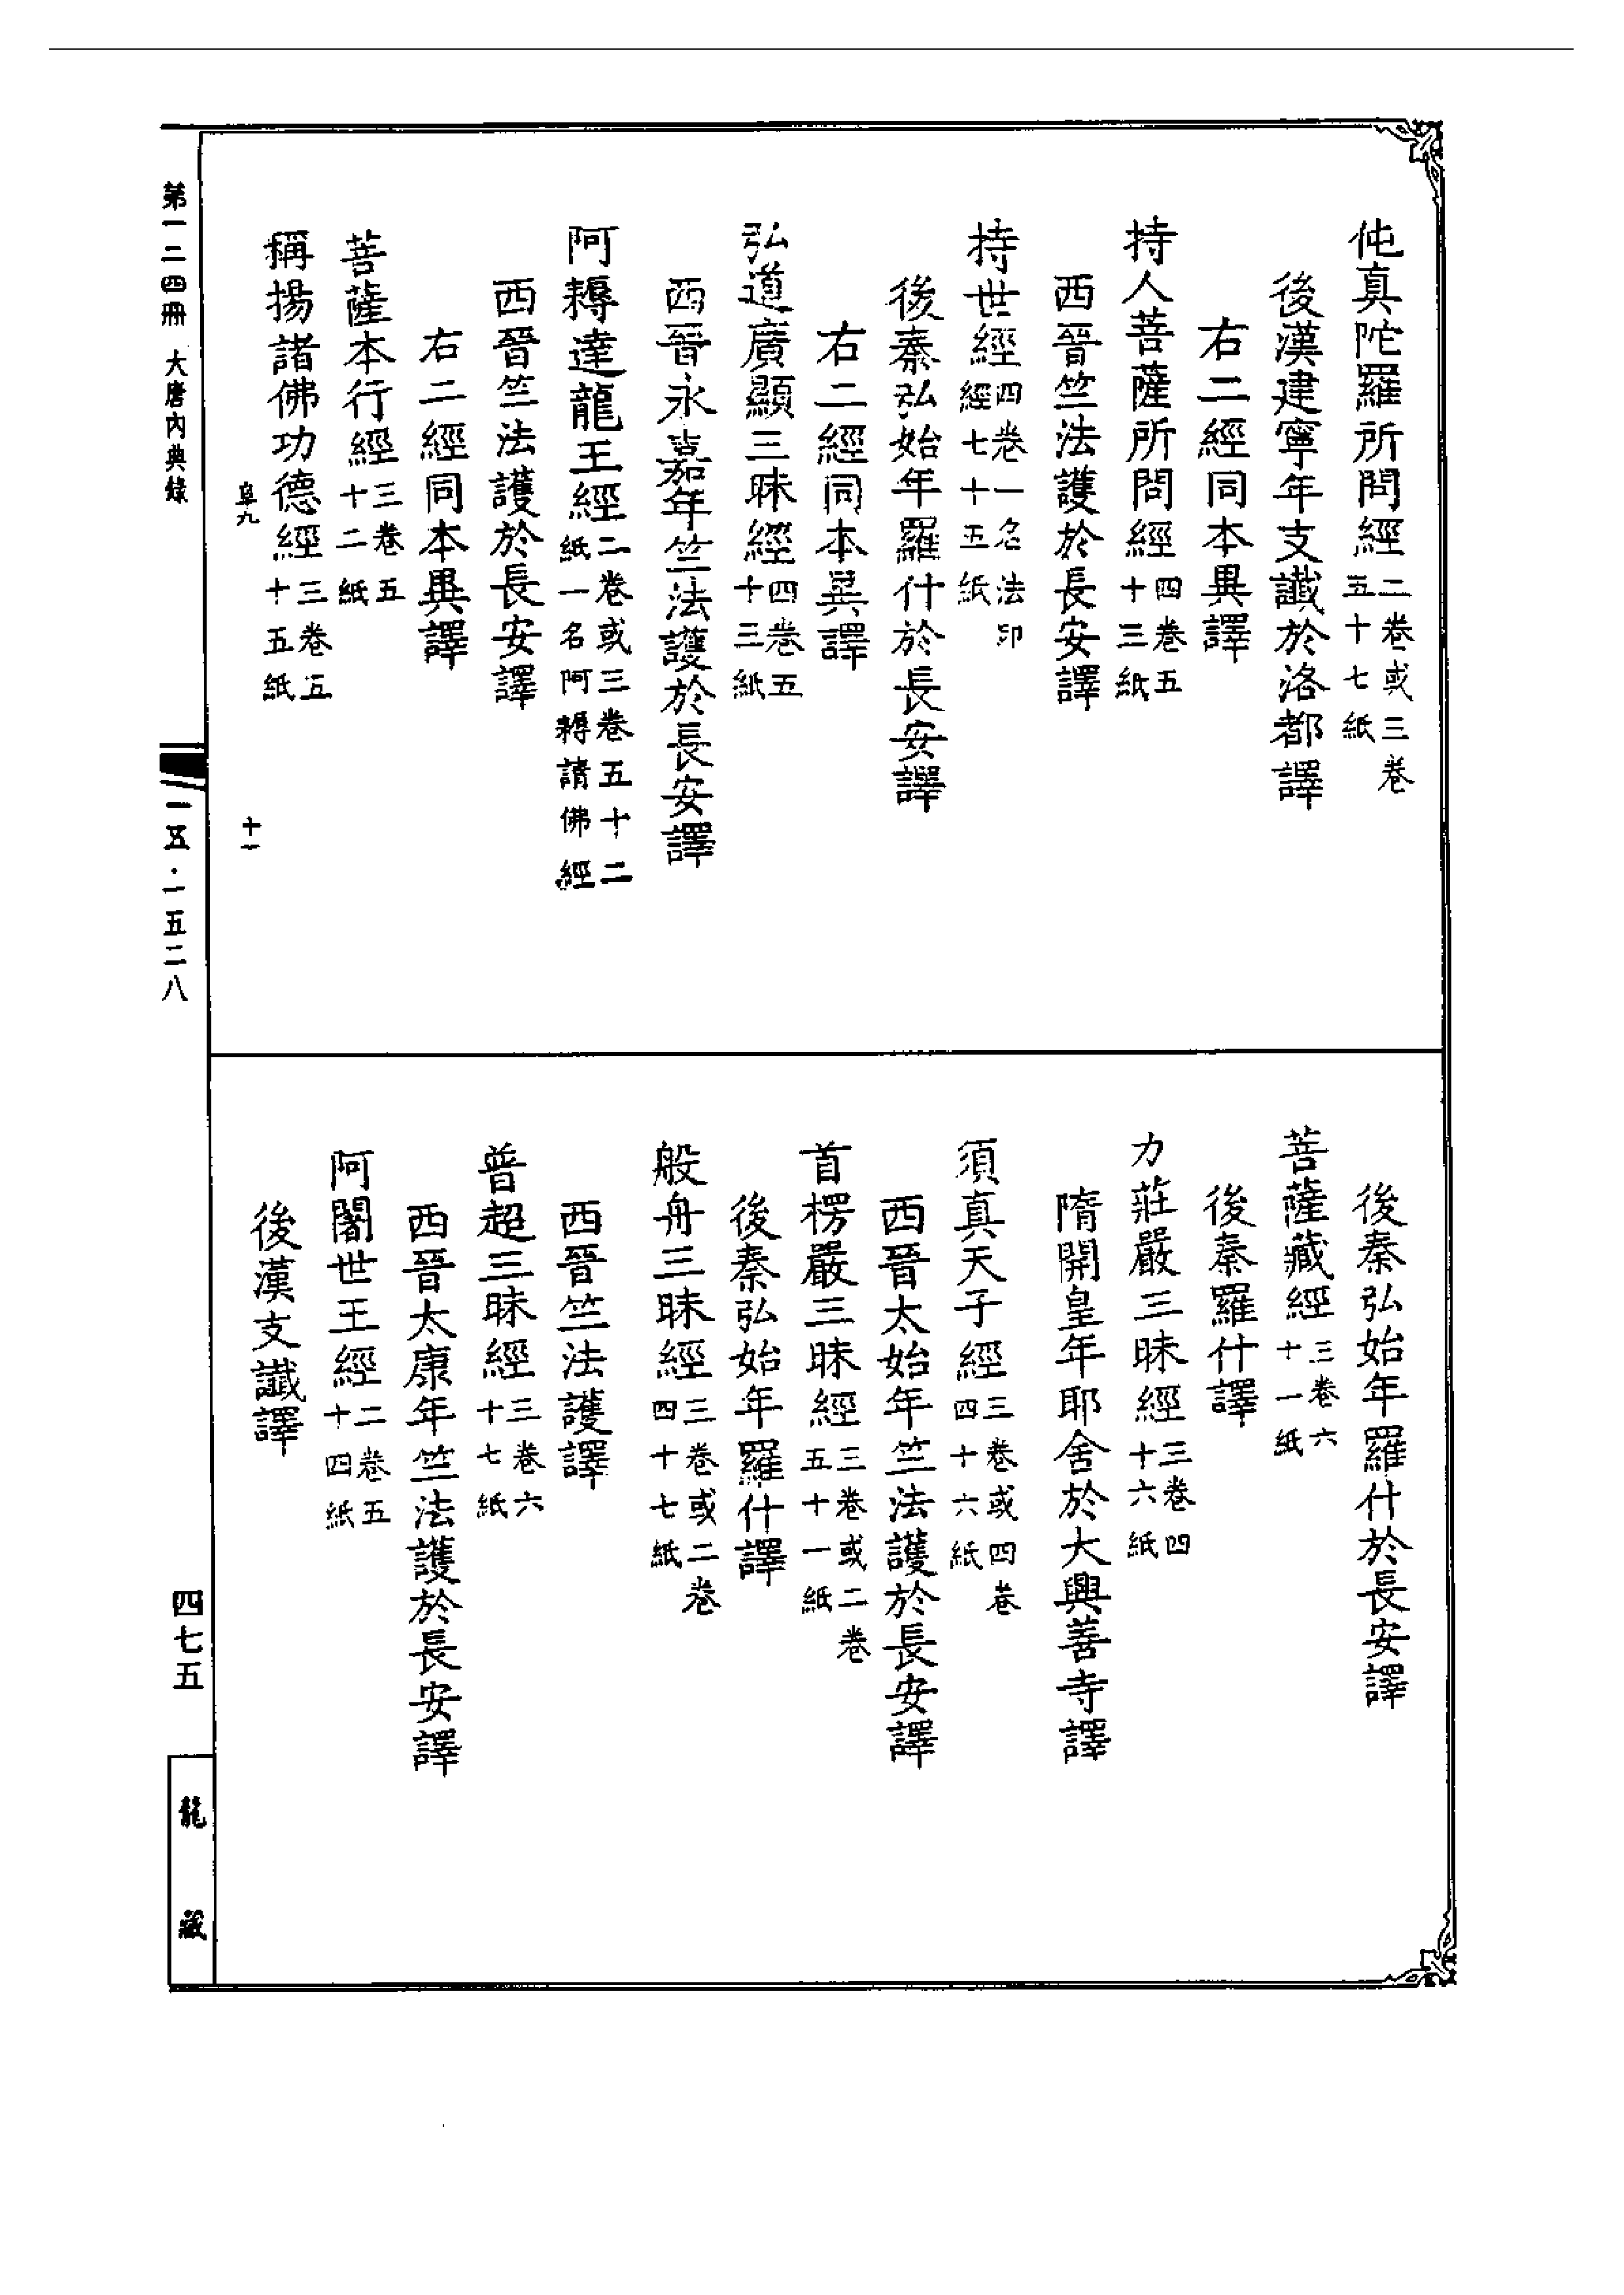 伅真陀羅所問經二卷或三卷五十七紙
後漢建寧年支讖於洛都譯
右二經同本異譯
持人菩薩所問經四卷五十三紙
西晉竺法護於長安譯
持世經四卷一名法印經七十五紙
後秦弘始年羅什於長安譯
右二經同本異譯
弘道廣顯三昧經四卷五十三紙
西晉永嘉年竺法護於長安譯
阿耨達龍王經二卷或三卷五十二紙一名阿耨請佛經
西晉竺法護於長安譯
右二經同本異譯
菩薩本行經三卷五十二紙
稱揚諸佛功德經三卷五十五紙
後秦弘始年羅什於長安譯
菩薩藏經三卷六十一紙
後秦羅什譯
力莊嚴三昧經三卷四十六紙
隋開皇年耶舍於大興善寺譯
須真天子經三卷或四卷四十六紙
西晉太始年竺法護於長安譯
首楞嚴三昧經三卷或二卷五十一紙
後秦弘始年羅什譯
般舟三昧經三卷或二卷四十七紙
西晉竺法護譯
普超三昧經三卷六十七紙
西晉太康年竺法護於長安譯
阿闍世王經二卷五十四紙
後漢支讖譯
阜九 十一
第一二四冊 大唐內典錄
一五·一五二八
四七五
龍藏